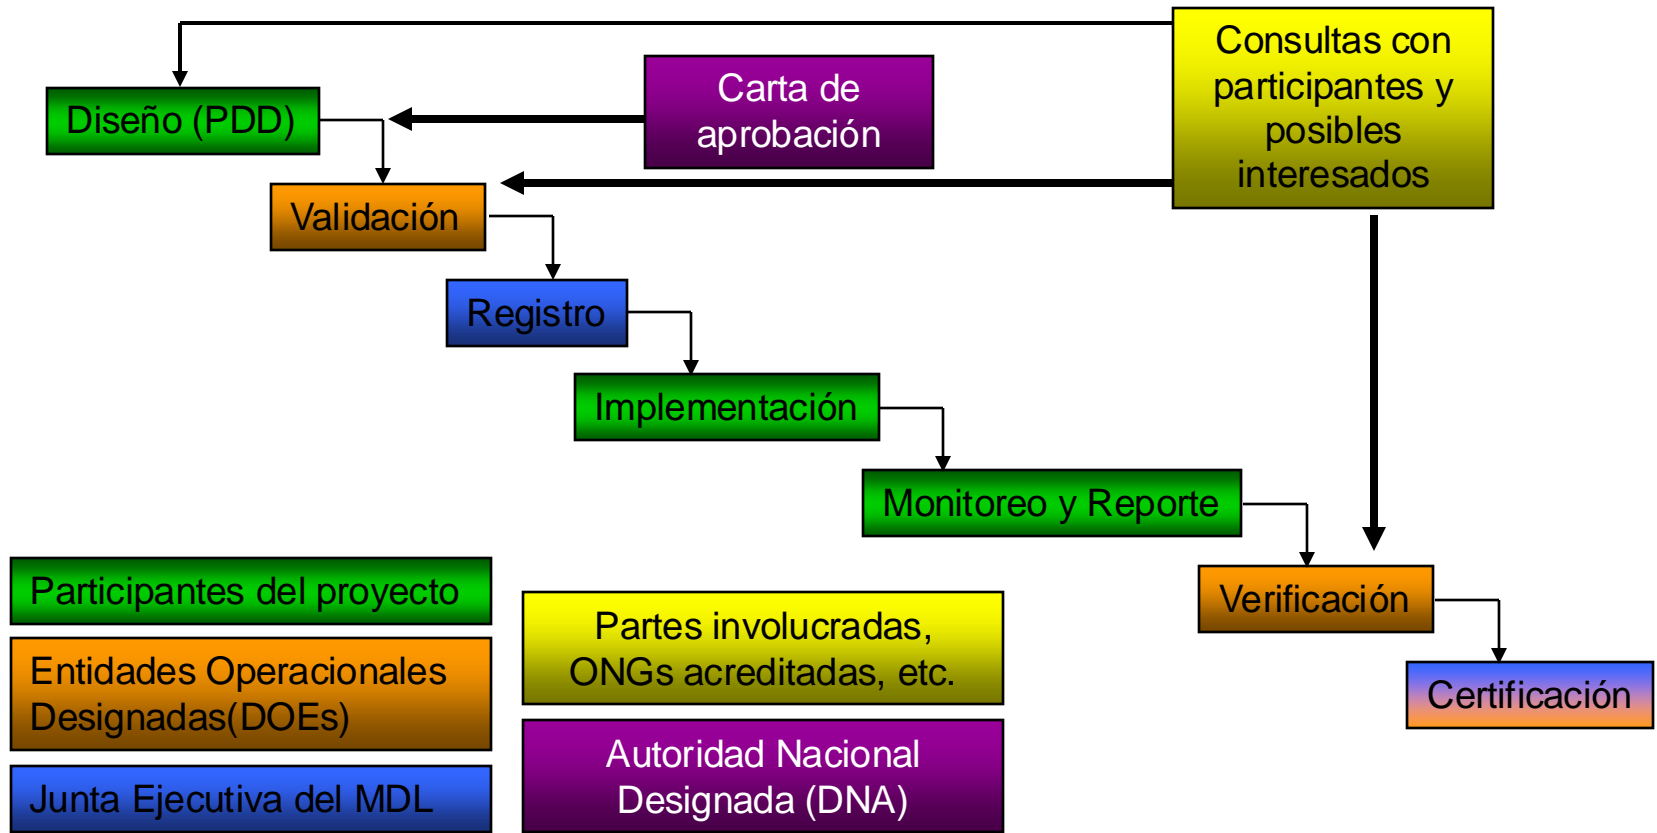 Consultas con
participantes y
posibles
interesados
Carta de
aprobación
Diseño (PDD)
Validación
Registro
Implementación
Monitoreo y Reporte
Verificación
Certificación
Participantes del proyecto
Entidades Operacionales
Designadas(DOEs)
Junta Ejecutiva del MDL
Partes involucradas,
ONGs acreditadas, etc.
Autoridad Nacional
Designada (DNA)